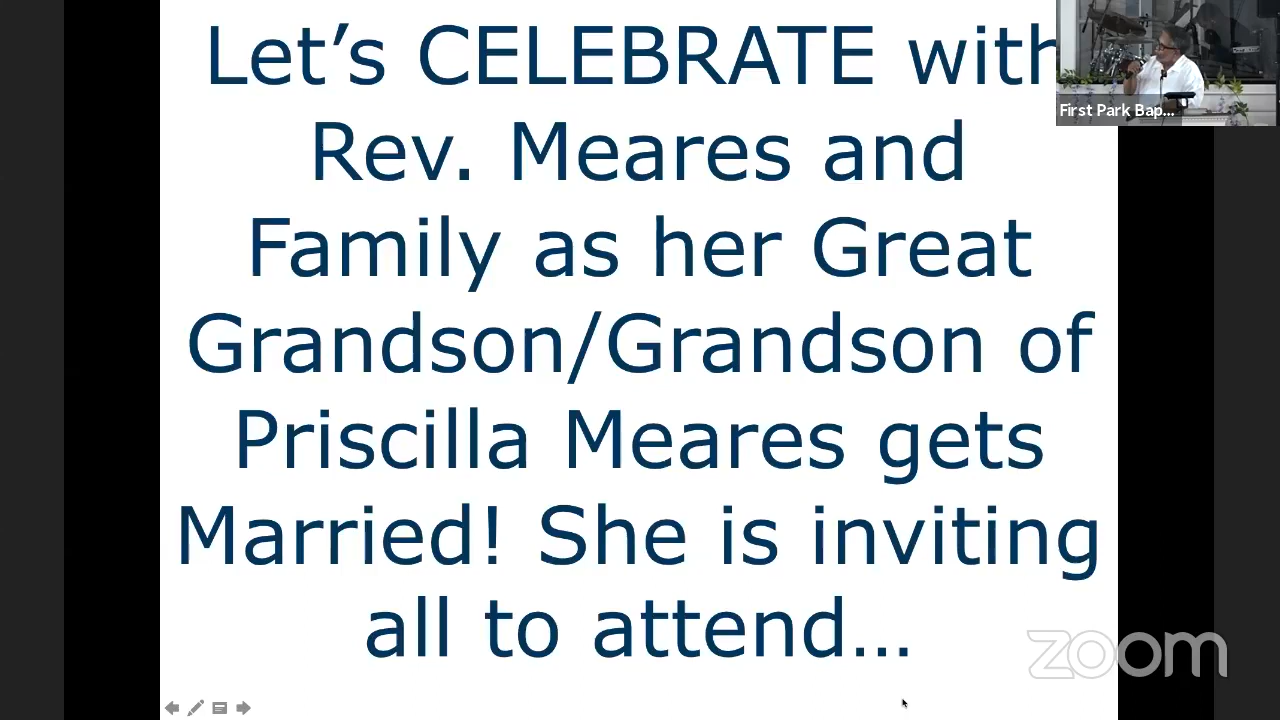 Let’s CELEBRATE with
Rev. Meares and
Family as her Great
Grandson/Grandson of
Priscilla Meares gets
Married! She is inviting
all to attend…
First Park Bap...
zoom